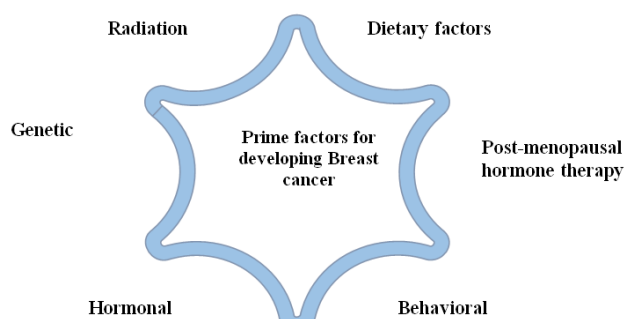 Radiation
Dietary factors
Genetic
Prime factors for
developing Breast
cancer
Post-menopausal
hormone therapy
Hormonal
Behavioral